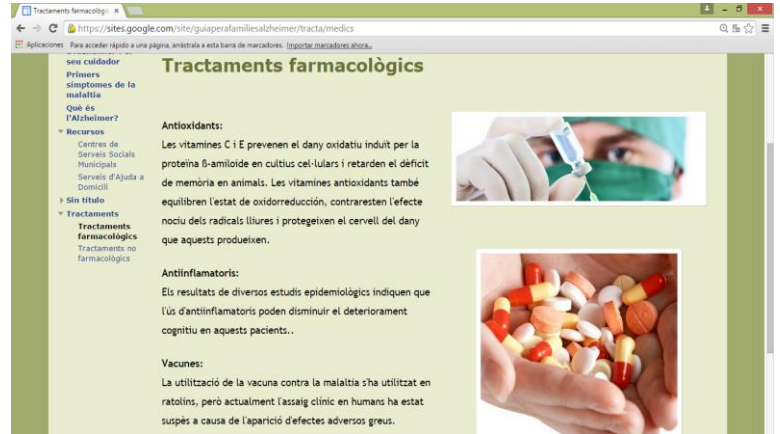 Tractaments farmacològic
https://sites.google.com/site/guiaperafamiliesalzheimer/tracta/medics
Aplicaciones Para acceder rápido a una página, arrástrala a esta barra de marcadores. Importar marcadores ahora...
seu cuidador
Primers
símptomes de la
malaltia
Què és
l'Alzheimer?
Recursos
Centres de
Serveis Socials
Municipals
Serveis d'Ajuda a
Domicili
Sin título
Tractaments
Tractaments
farmacològics
Tractaments no
farmacològics
Tractaments farmacològics
Antioxidants:
Les vitamines C i E prevenen el dany oxidatiu induït per la
proteïna ß-amiloide en cultius cel·lulars i retarden el dèficit
de memòria en animals. Les vitamines antioxidants també
equilibren l'estat de oxidorreducción, contraresten l'efecte
nociu dels radicals lliures i protegeixen el cervell del dany
que aquests produeixen.
Antiinflamatoris:
Els resultats de diversos estudis epidemiològics indiquen que
l'ús d'antiinflamatoris poden disminuir el deteriorament
cognitiu en aquests pacients..
Vacunes:
La utilització de la vacuna contra la malaltia s'ha utilitzat en
ratolins, però actualment l'assaig clínic en humans ha estat
suspès a causa de l'aparició d'efectes adversos greus.